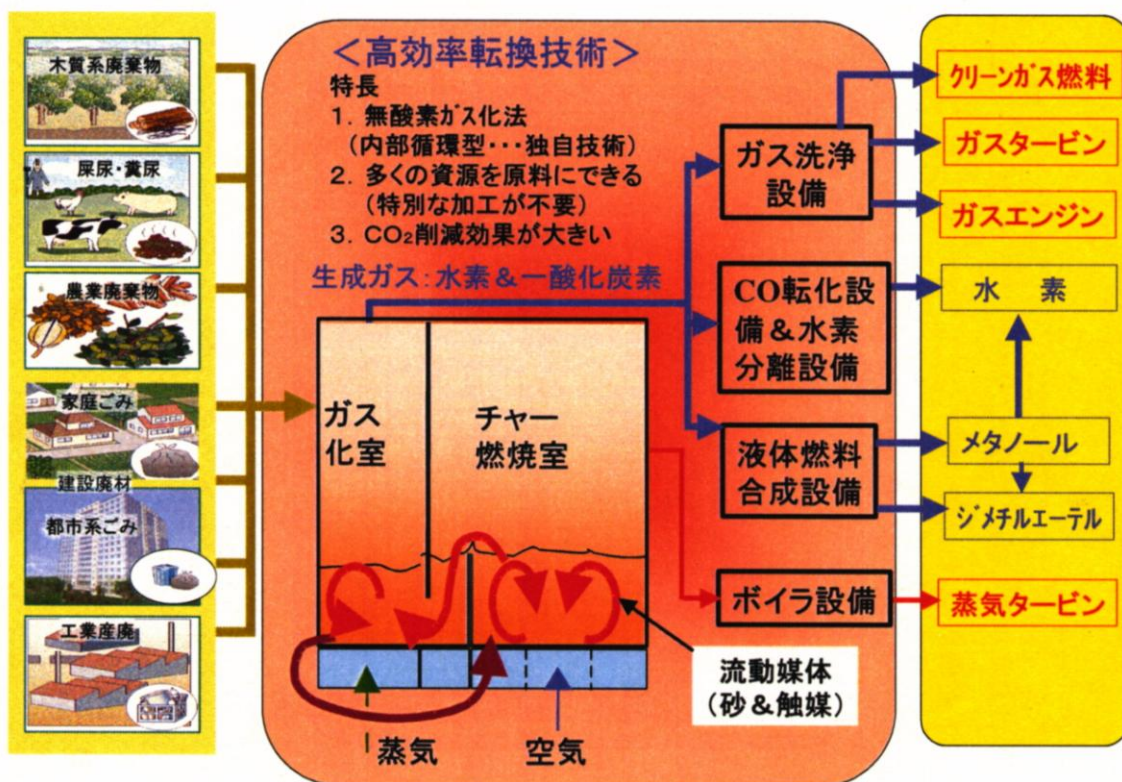 木質系廃棄物
屎尿・糞尿
農業廃棄物
家庭ごみ
建設廃材
都市系ごみ
工業産廃
＜高効率転換技術＞
特長
1．無酸素ガス化法
（内部循環型・・・独自技術）
2．多くの資源を原料にできる
（特別な加工が不要）
3．CO₂削減効果が大きい
生成ガス：水素＆一酸化炭素
ガス
化室
チャー
燃焼室
蒸気
空気
流動媒体
（砂＆触媒）
ガス洗浄
設備
CO転化設
備＆水素
分離設備
液体燃料
合成設備
ボイラ設備
クリーンガス燃料
ガスタービン
ガスエンジン
水　素
メタノール
ジメチルエーテル
蒸気タービン